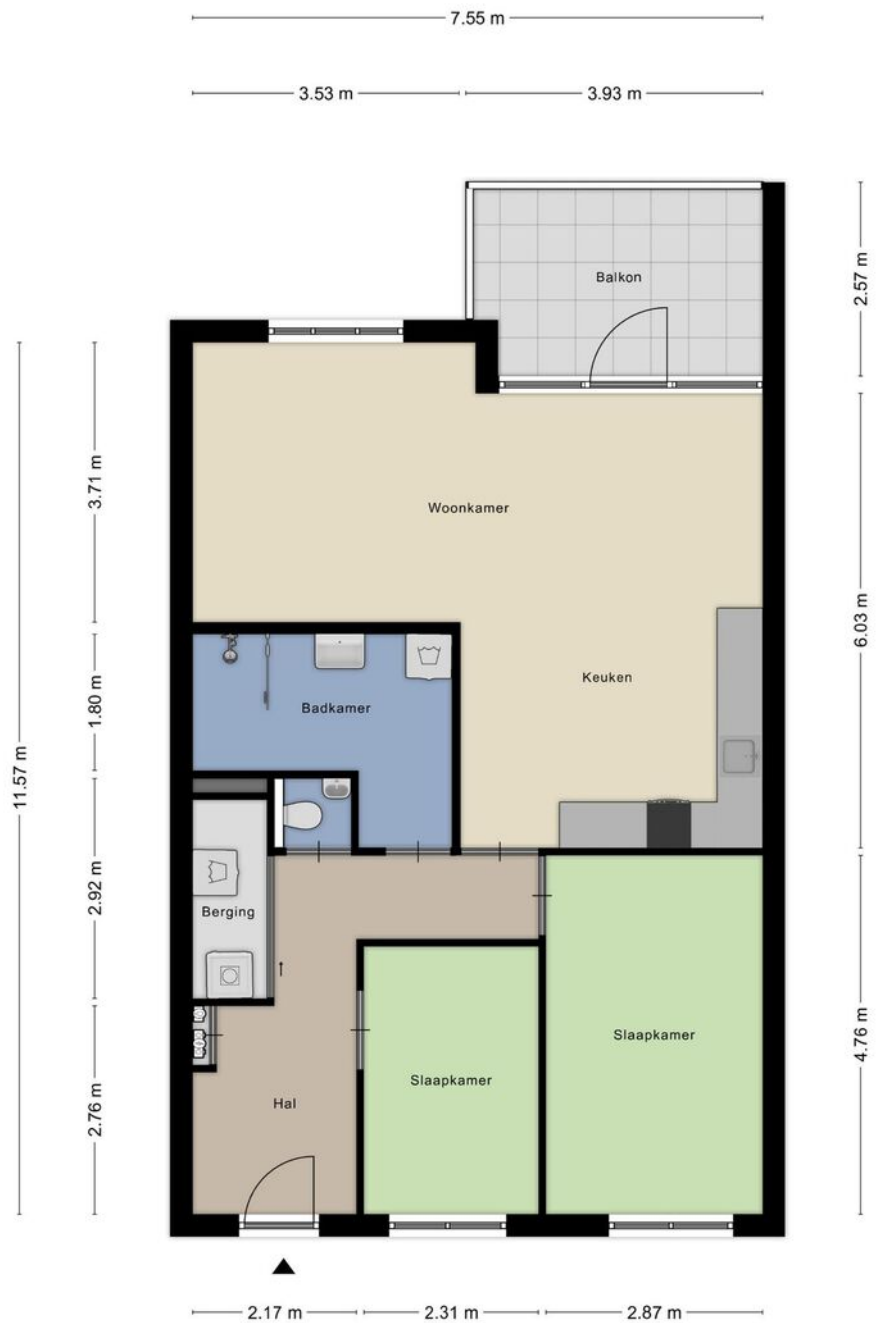 7.55 m
3.53 m
3.93 m
Balkon
2.57 m
3.71 m
Woonkamer
6.03 m
Keuken
1.80 m
Badkamer
11.57 m
2.92 m
Berging
4.76 m
Slaapkamer
Slaapkamer
2.76 m
Hal
2.17 m
2.31 m
2.87 m